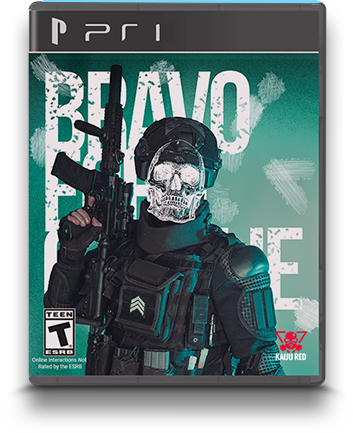 PRI
BRAVO
TEEN
T
ESRB
Online Interactions Not
Rated by the ESRB
KAIJU RED